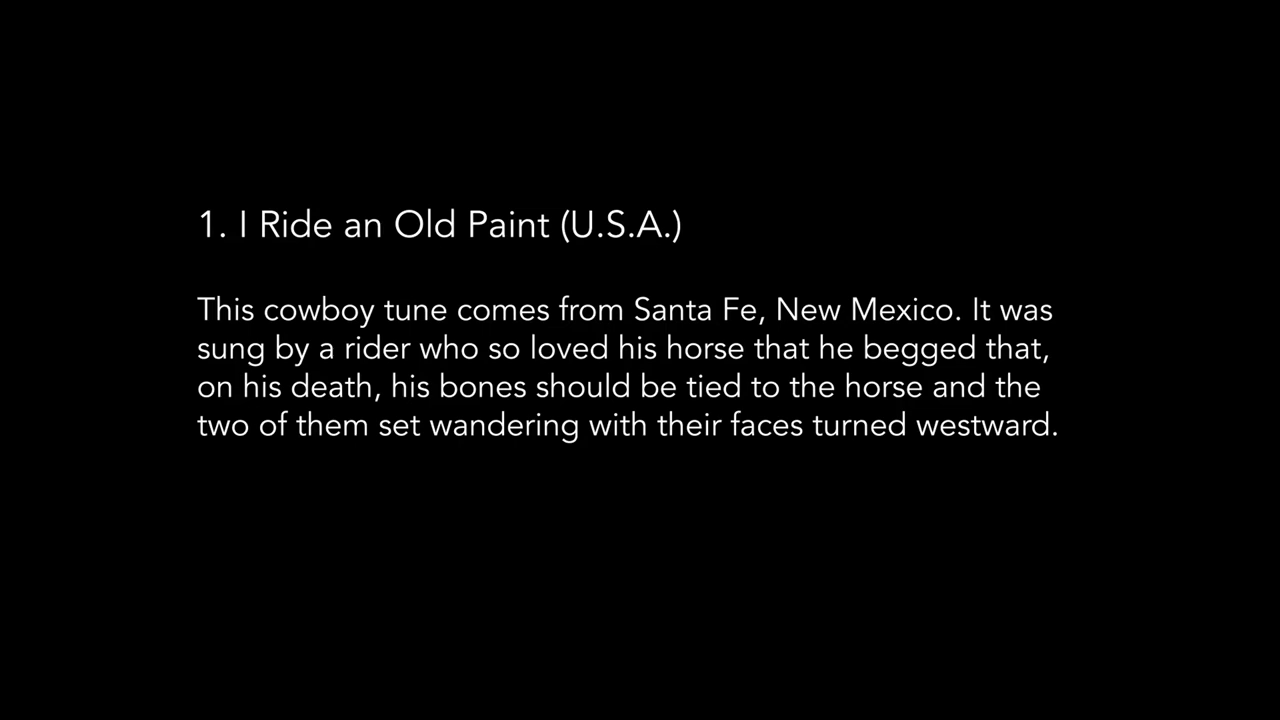 1. I Ride an Old Paint (U.S.A.)
This cowboy tune comes from Santa Fe, New Mexico. It was
sung by a rider who so loved his horse that he begged that,
on his death, his bones should be tied to the horse and the
two of them set wandering with their faces turned westward.